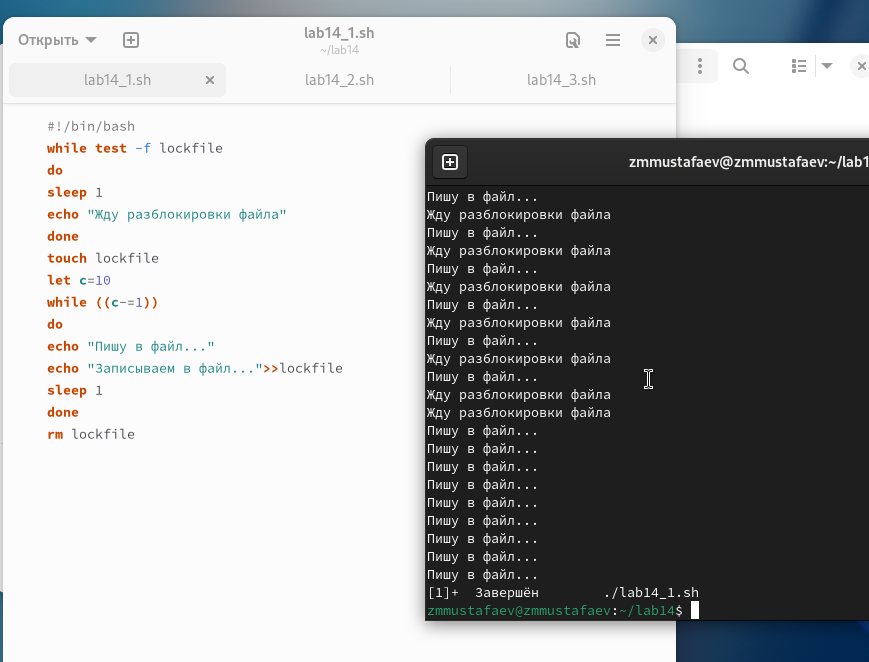 Открыть
lab14_1.sh
~/lab14
lab14_1.sh
lab14_2.sh
lab14_3.sh
#!/bin/bash
while test -f lockfile
do
sleep 1
echo "Жду разблокировки файла"
done
touch lockfile
let c=10
while ((c-=1))
do
echo "Пишу в файл..."
echo "Записываем в файл...">>lockfile
sleep 1
done
rm lockfile
zmmustafaev@zmmustafaev:~/lab1
Пишу в файл...
Жду разблокировки файла
Пишу в файл...
Жду разблокировки файла
Пишу в файл...
Жду разблокировки файла
Пишу в файл...
Жду разблокировки файла
Пишу в файл...
Жду разблокировки файла
Пишу в файл...
Жду разблокировки файла
Жду разблокировки файла
Пишу в файл...
Пишу в файл...
Пишу в файл...
Пишу в файл...
Пишу в файл...
Пишу в файл...
Пишу в файл...
Пишу в файл...
Пишу в файл...
[1]+  Завершён        ./lab14_1.sh
zmmustafaev@zmmustafaev:~/lab14$